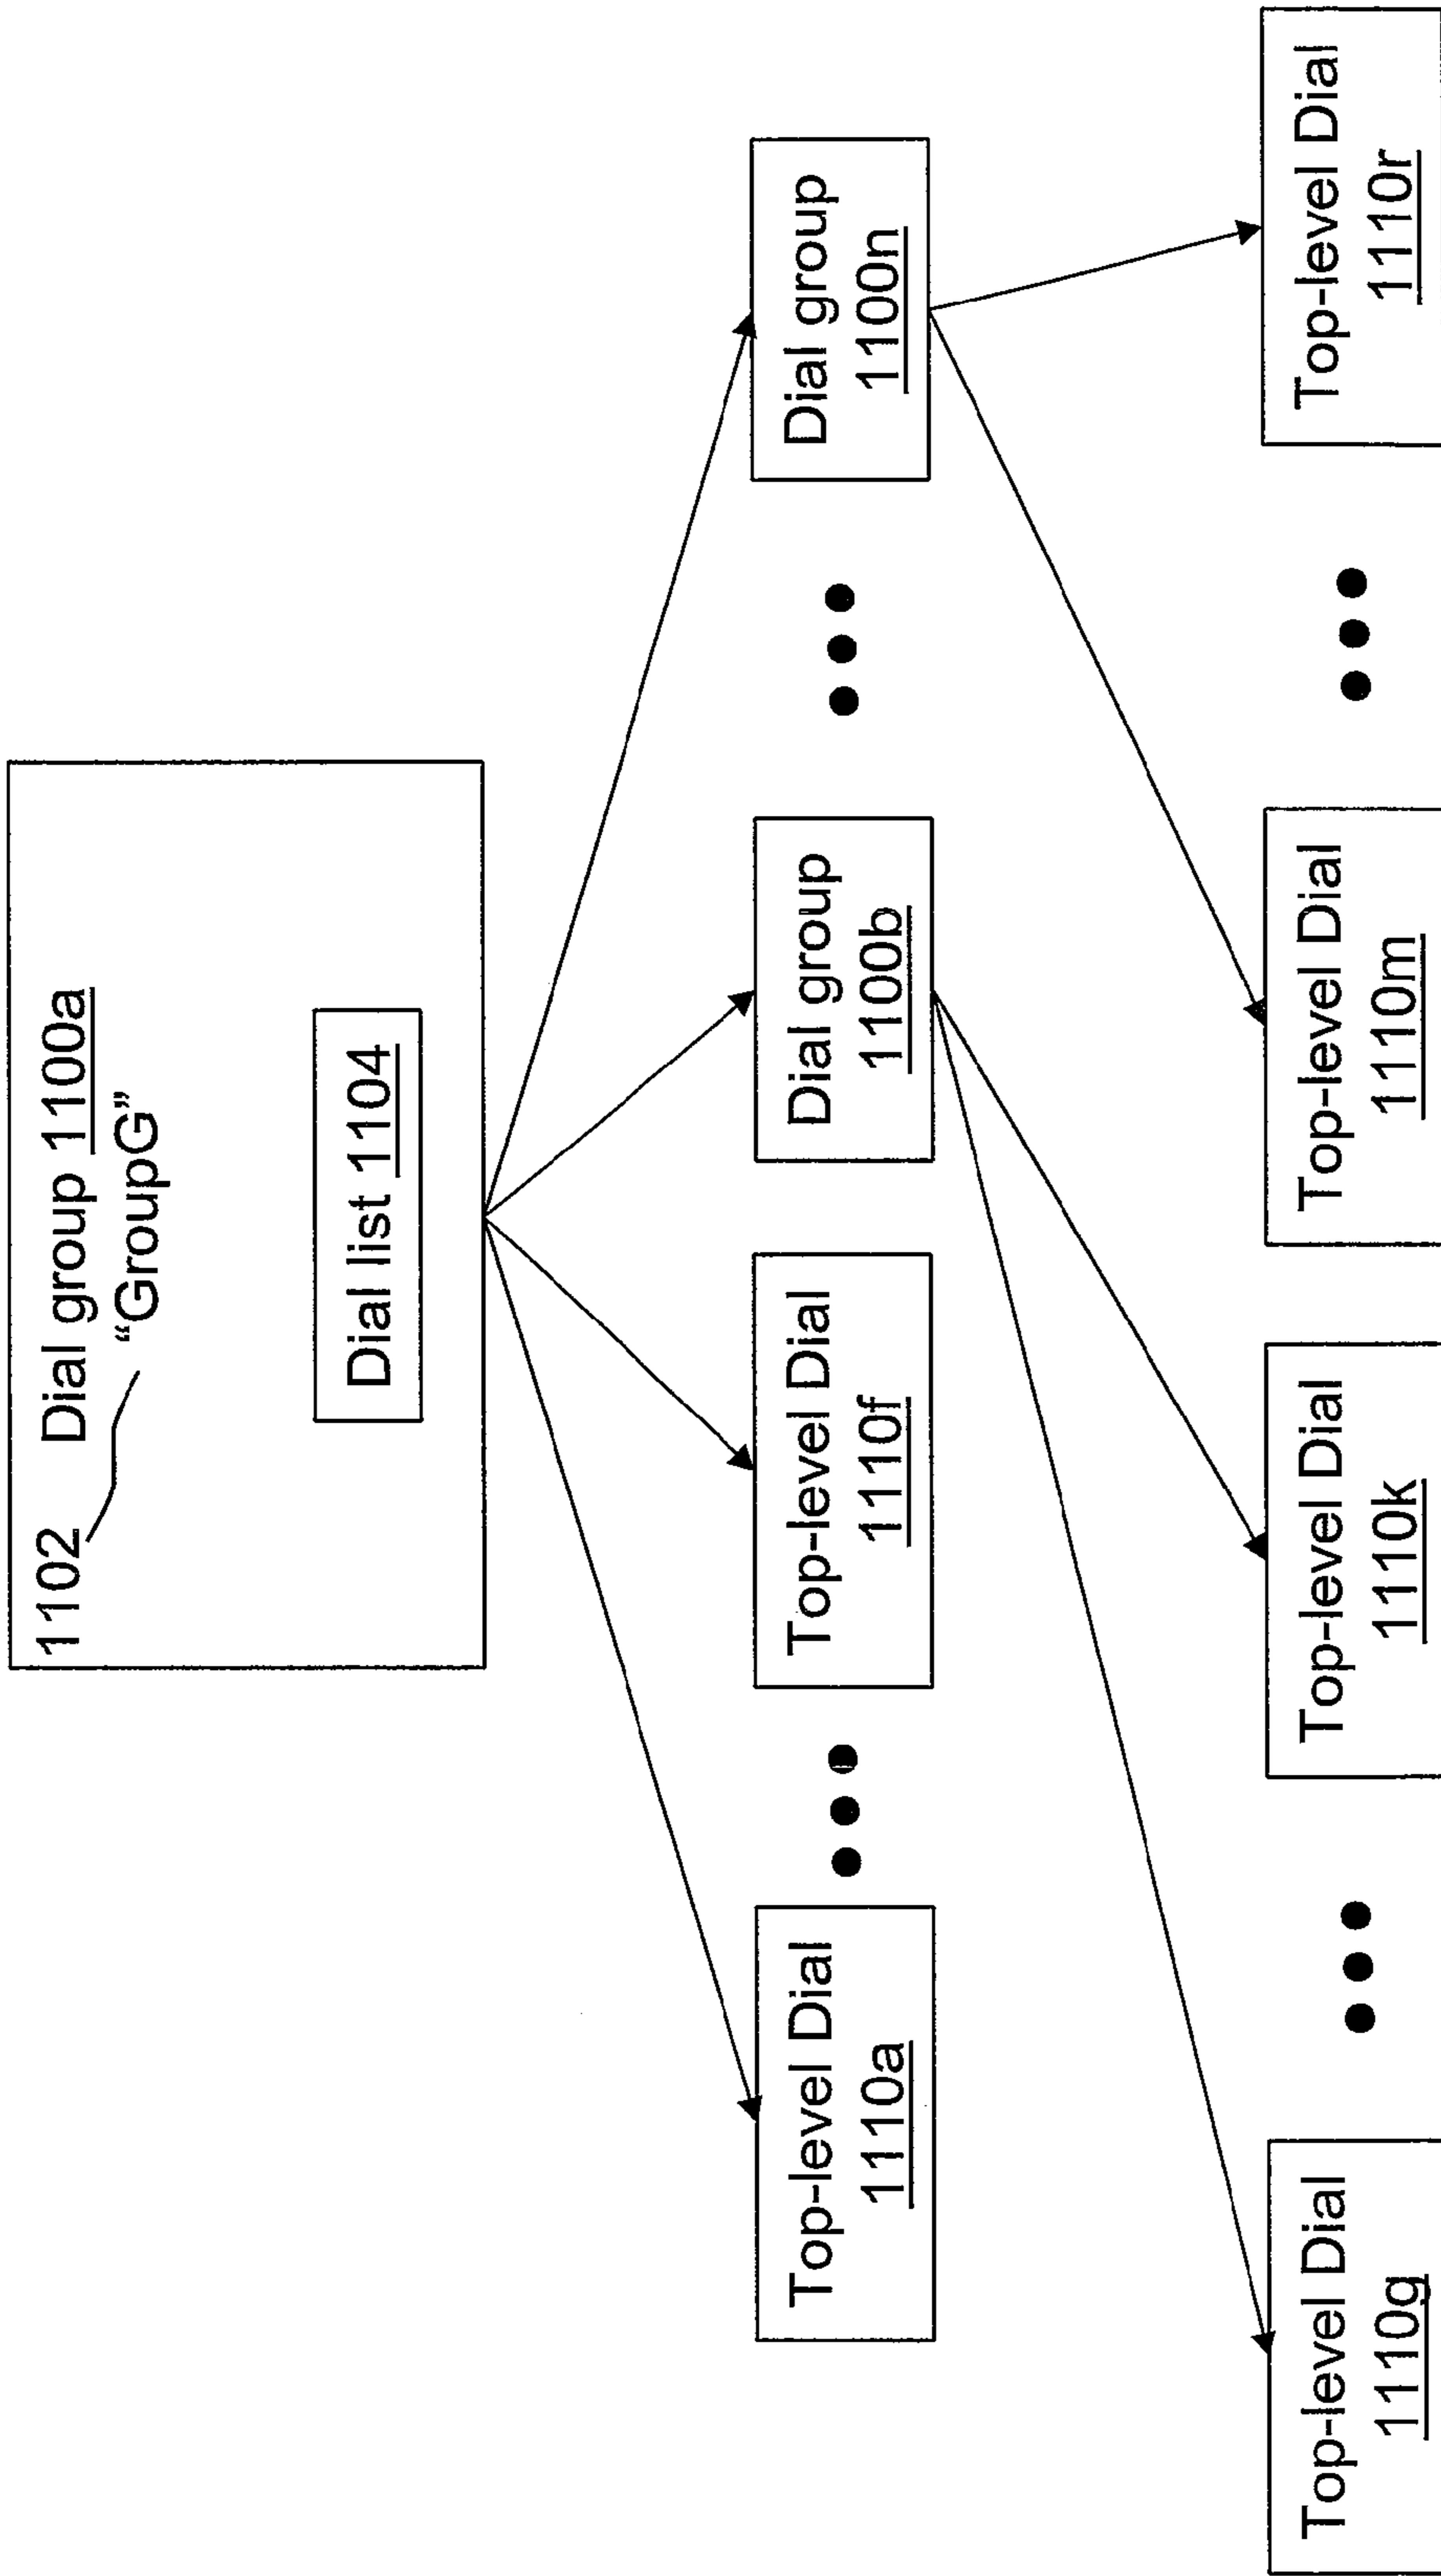 1102
Dial group 1100a
“GroupG”
Dial list 1104
Top-level Dial
1110a
Top-level Dial
1110f
Dial group
1100b
Dial group
1100n
Top-level Dial
1110g
Top-level Dial
1110k
Top-level Dial
1110m
Top-level Dial
1110r